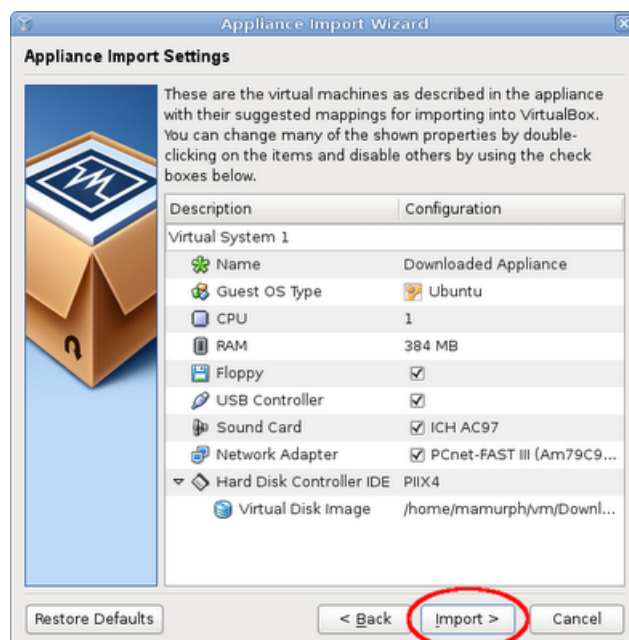 Appliance Import Wizard
Appliance Import Settings
These are the virtual machines as described in the appliance
with their suggested mappings for importing into VirtualBox.
You can change many of the shown properties by double-
clicking on the items and disable others by using the check
boxes below.
Description Configuration
Virtual System 1
Name Downloaded Appliance
Guest OS Type Ubuntu
CPU 1
RAM 384 MB
Floppy
USB Controller
Sound Card ICH AC97
Network Adapter PCnet-FAST III (Am79C9...
Hard Disk Controller IDE PIIX4
Virtual Disk Image /home/mamurph/vm/Downl...
Restore Defaults < Back Import > Cancel